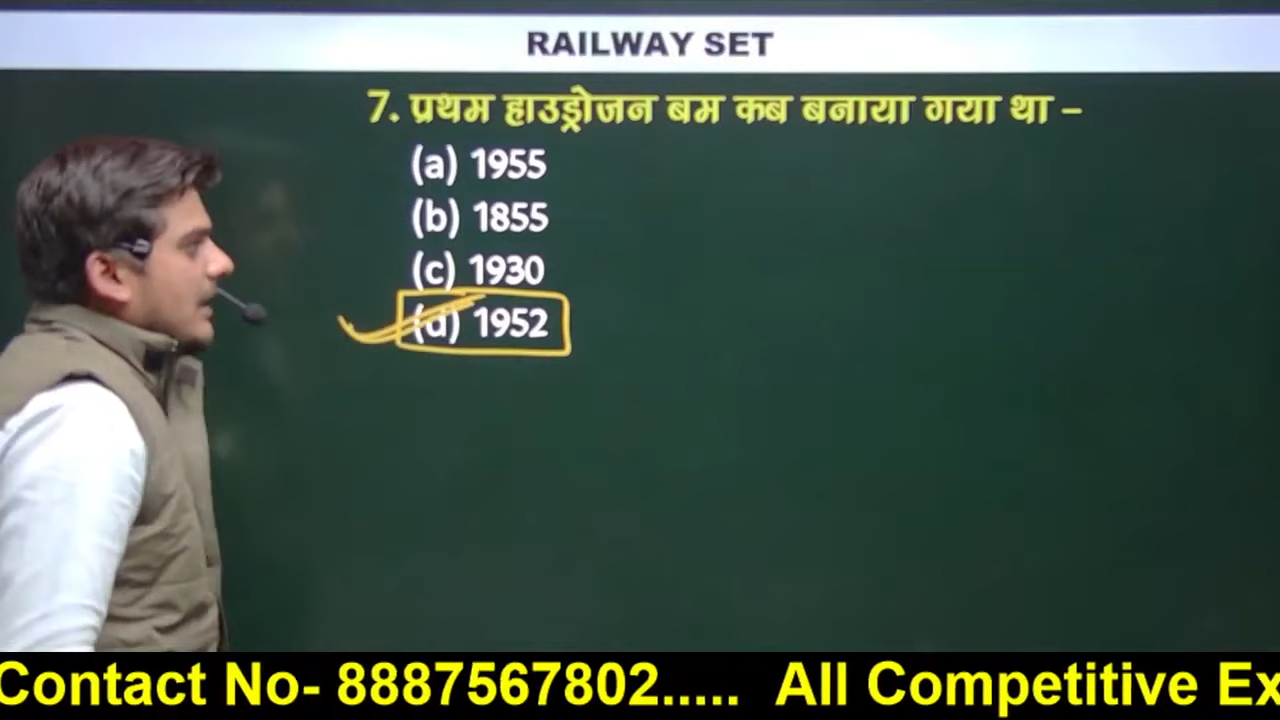 RAILWAY SET
7. प्रथम हाउड्रोजन बम कब बनाया गया था –
(a) 1955
(b) 1855
(c) 1930
(d) 1952
Contact No- 8887567802..... All Competitive Ex